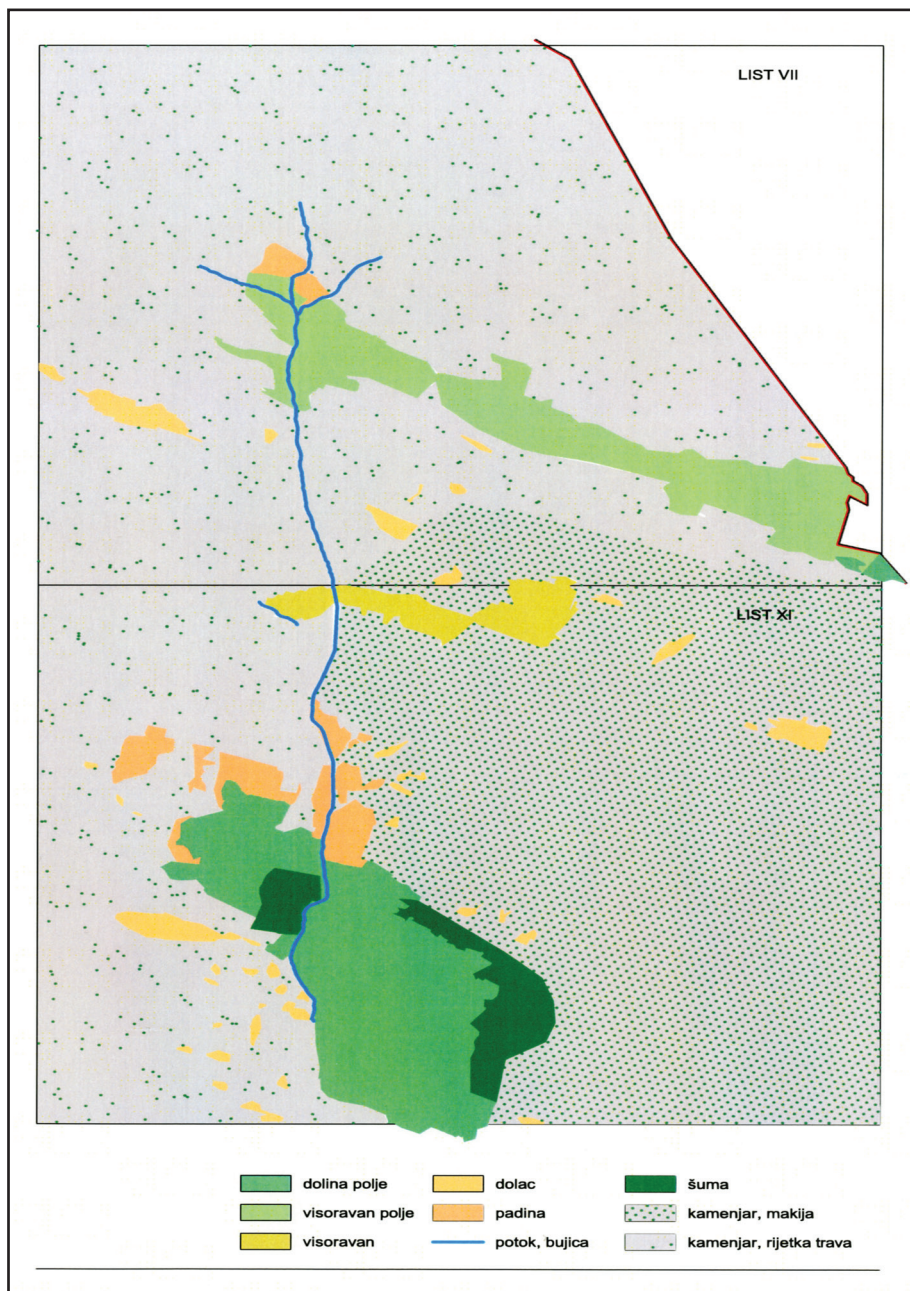 LIST VII
LIST XI
dolina polje
visoravan polje
visoravan
dolac
padina
potok, bujica
šuma
kamenjar, makija
kamenjar, rijetka trava